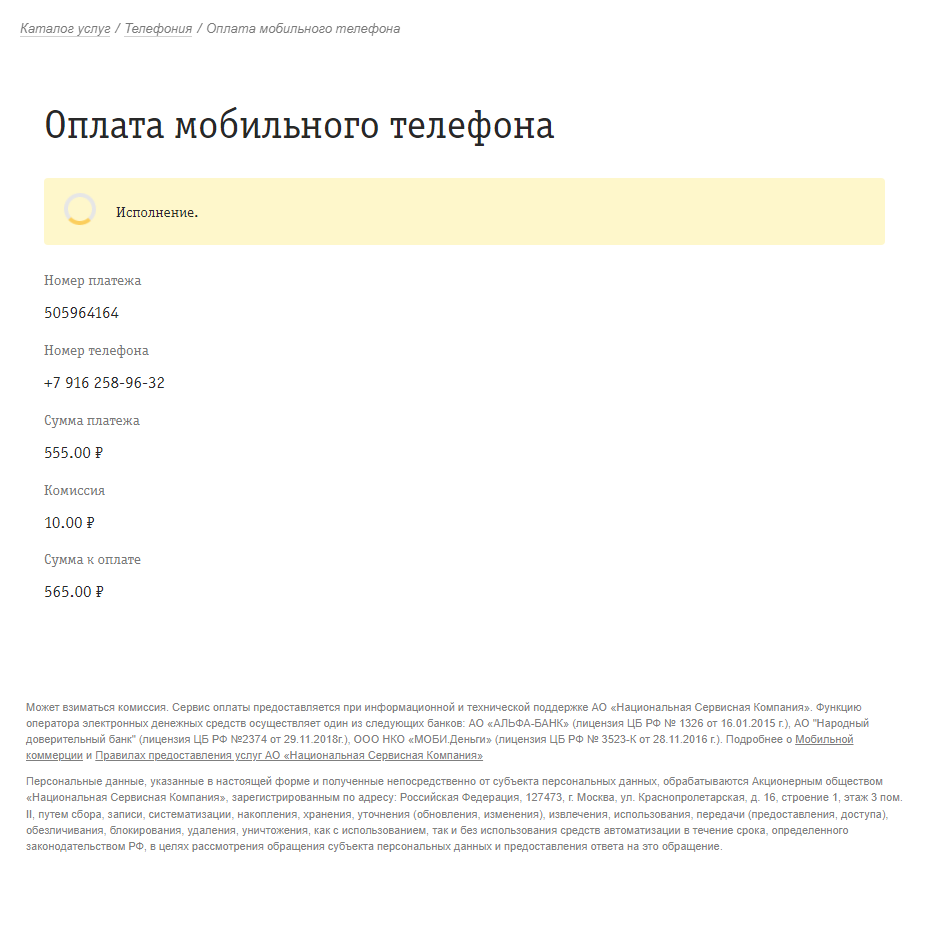 Каталог услуг / Телефония / Оплата мобильного телефона
Оплата мобильного телефона
Исполнение.
Номер платежа
505964164
Номер телефона
+7 916 258-96-32
Сумма платежа
555.00 ₽
Комиссия
10.00 ₽
Сумма к оплате
565.00 ₽
Может взиматься комиссия. Сервис оплаты предоставляется при информационной и технической поддержке АО «Национальная Сервисная Компания». Функцию
оператора электронных денежных средств осуществляет один из следующих банков: АО «АЛЬФА-БАНК» (лицензия ЦБ РФ № 1326 от 16.01.2015 г.), АО "Народный
доверительный банк" (лицензия ЦБ РФ №2374 от 29.11.2018г.), ООО НКО «МОБИ.Деньги» (лицензия ЦБ РФ № 3523-К от 28.11.2016 г.). Подробнее о Мобильной
коммерции и Правилах предоставления услуг АО «Национальная Сервисная Компания»
Персональные данные, указанные в настоящей форме и полученные непосредственно от субъекта персональных данных, обрабатываются Акционерным обществом
«Национальная Сервисная Компания», зарегистрированным по адресу: Российская Федерация, 127473, г. Москва, ул. Краснопролетарская, д. 16, строение 1, этаж 3 пом.
II, путем сбора, записи, систематизации, накопления, хранения, уточнения (обновления, изменения), извлечения, использования, передачи (предоставления, доступа),
обезличивания, блокирования, удаления, уничтожения, как с использованием, так и без использования средств автоматизации в течение срока, определенного
законодательством РФ, в целях рассмотрения обращения субъекта персональных данных и предоставления ответа на это обращение.